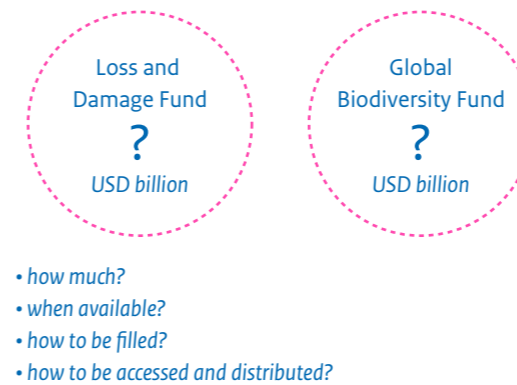 Loss and
Damage Fund
?
USD billion
Global
Biodiversity Fund
?
USD billion
• how much?
• when available?
• how to be filled?
• how to be accessed and distributed?